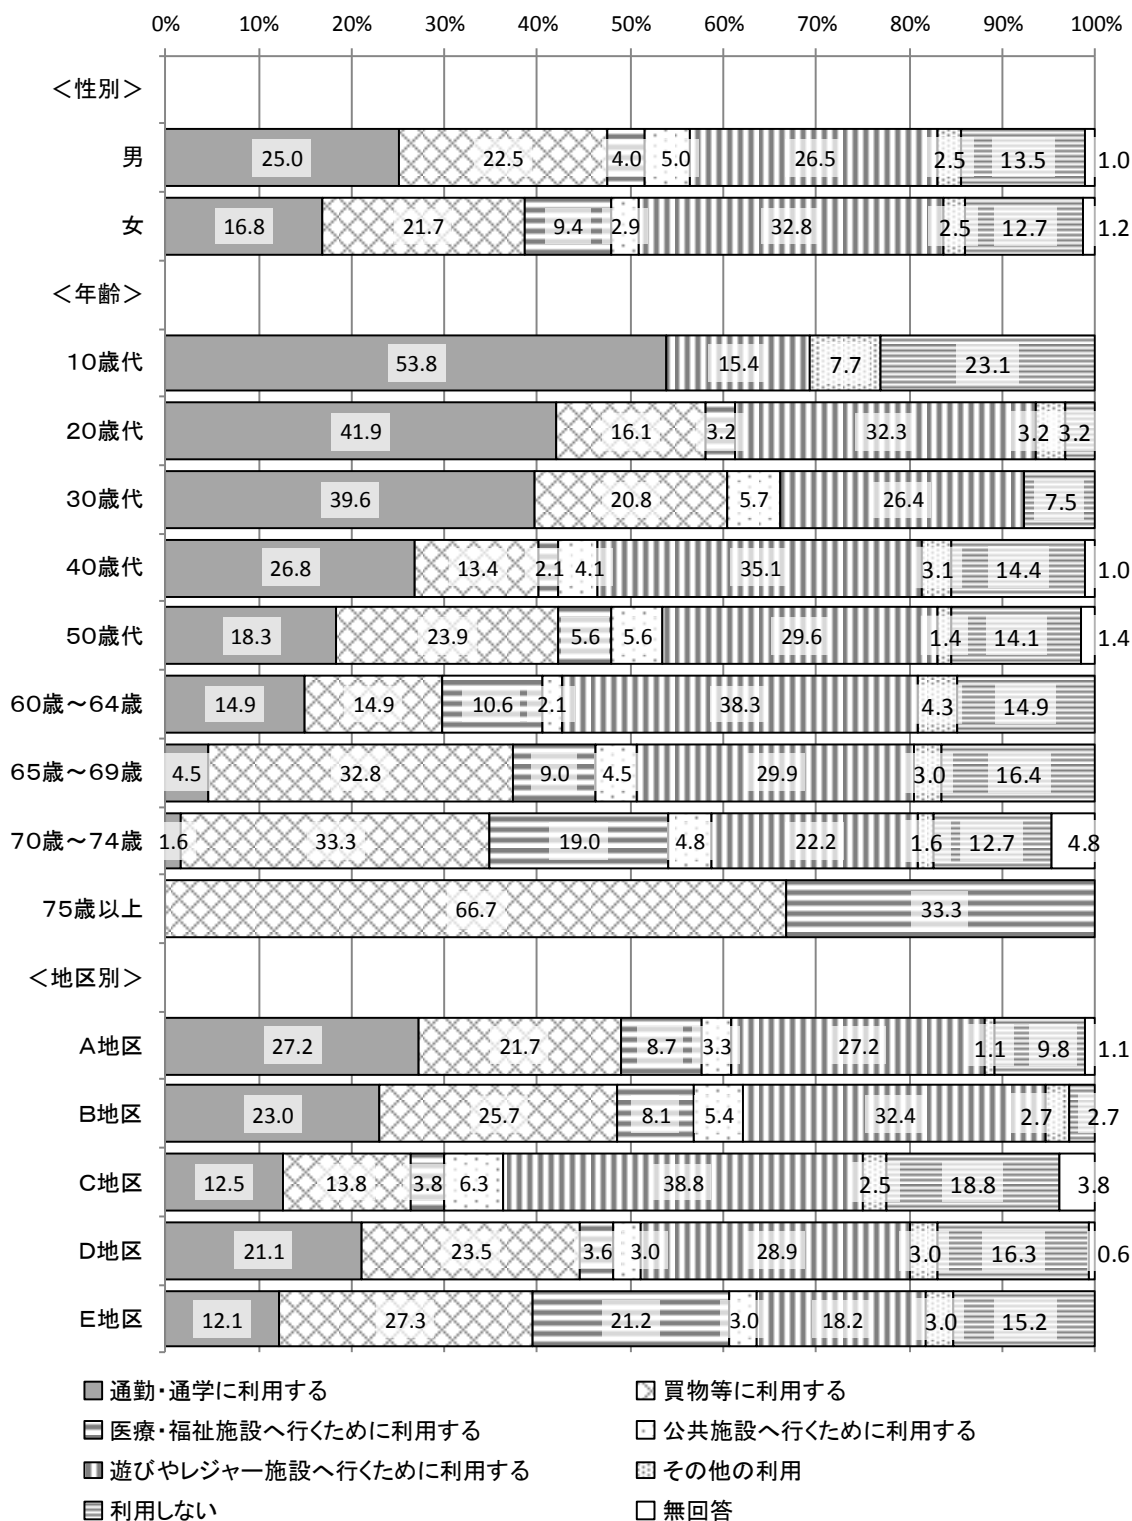 0% 10% 20% 30% 40% 50% 60% 70% 80% 90% 100%
＜性別＞
男 25.0 22.5 4.0 5.0 26.5 2.5 13.5 1.0
女 16.8 21.7 9.4 2.9 32.8 2.5 12.7 1.2
＜年齢＞
10歳代 53.8 15.4 7.7 23.1
20歳代 41.9 16.1 3.2 32.3 3.2 3.2
30歳代 39.6 20.8 5.7 26.4 7.5
40歳代 26.8 13.4 2.1 4.1 35.1 3.1 14.4 1.0
50歳代 18.3 23.9 5.6 5.6 29.6 1.4 14.1 1.4
60歳～64歳 14.9 14.9 10.6 2.1 38.3 4.3 14.9
65歳～69歳 4.5 32.8 9.0 4.5 29.9 3.0 16.4
70歳～74歳 1.6 33.3 19.0 4.8 22.2 1.6 12.7 4.8
75歳以上 66.7 33.3
＜地区別＞
A地区 27.2 21.7 8.7 3.3 27.2 1.1 9.8 1.1
B地区 23.0 25.7 8.1 5.4 32.4 2.7 2.7
C地区 12.5 13.8 3.8 6.3 38.8 2.5 18.8 3.8
D地区 21.1 23.5 3.6 3.0 28.9 3.0 16.3 0.6
E地区 12.1 27.3 21.2 3.0 18.2 3.0 15.2
通勤・通学に利用する 買物等に利用する
医療・福祉施設へ行くために利用する 公共施設へ行くために利用する
遊びやレジャー施設へ行くために利用する その他の利用
利用しない 無回答